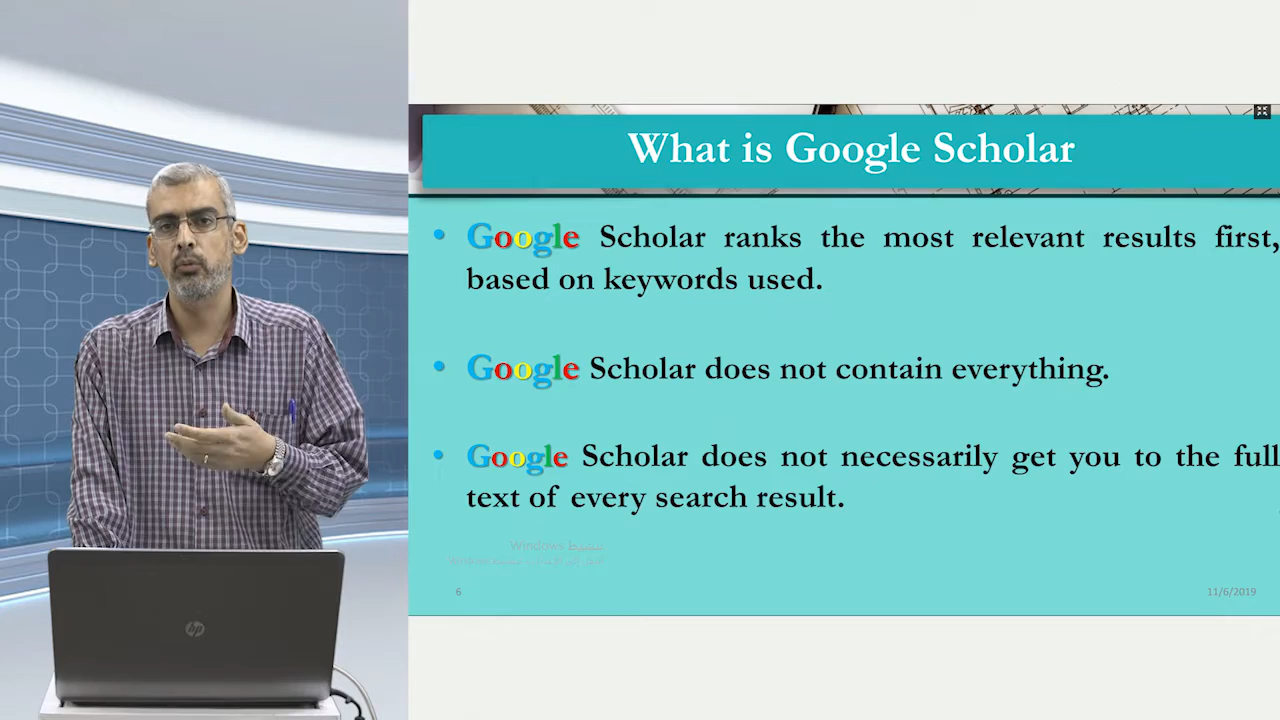 What is Google Scholar
• Google Scholar ranks the most relevant results first,
based on keywords used.
• Google Scholar does not contain everything.
• Google Scholar does not necessarily get you to the full
text of every search result.
تنشيط Windows
6
11/6/2019
hp